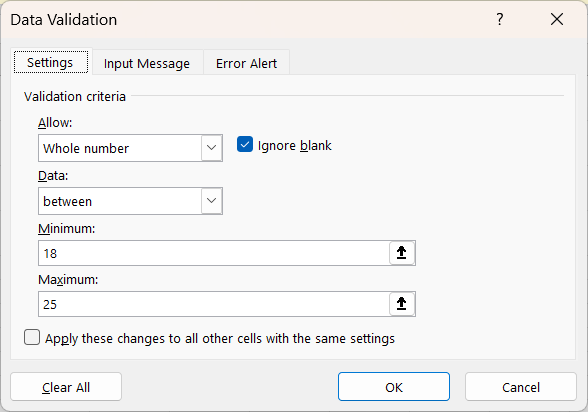 Data Validation ?
Settings Input Message Error Alert
Validation criteria
Allow:
Whole number Ignore blank
Data:
between
Minimum:
18
Maximum:
25
Apply these changes to all other cells with the same settings
Clear All OK Cancel